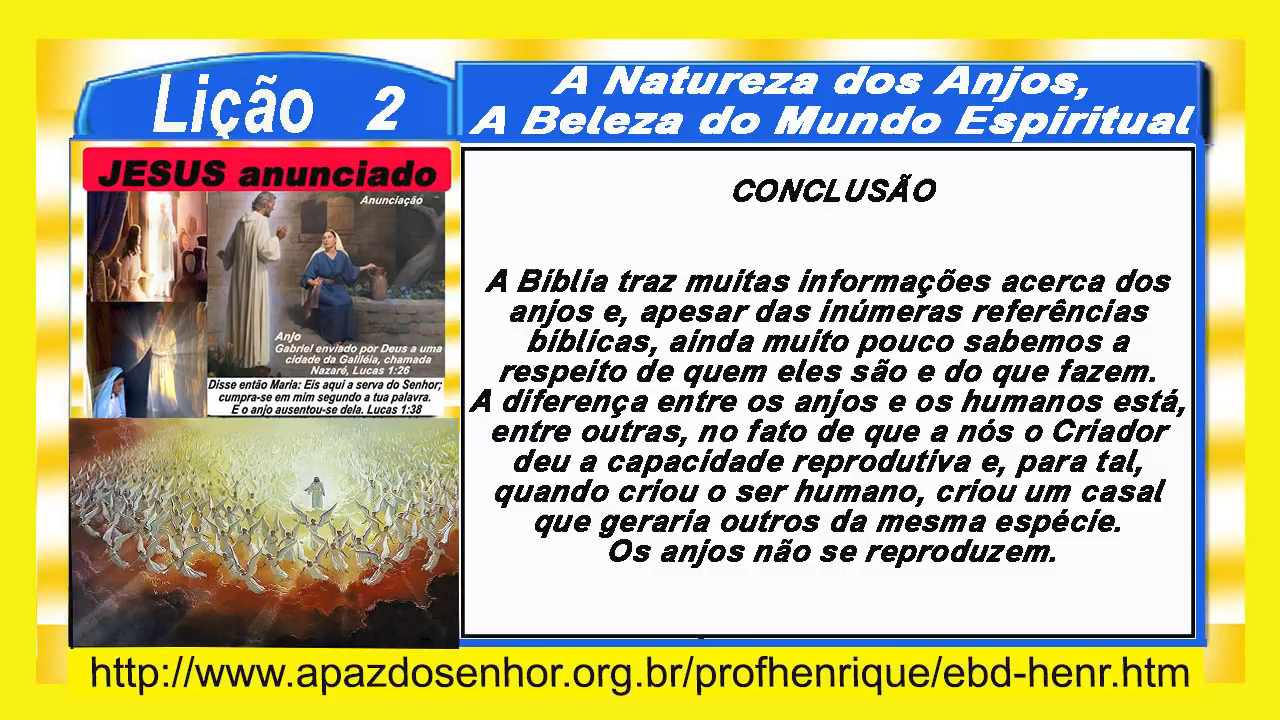 Lição 2
A Natureza dos Anjos,
A Beleza do Mundo Espiritual
JESUS anunciado
Anunciação
Anjo
Gabriel enviado por Deus a uma
cidade da Galiléia, chamada
Nazaré, Lucas 1:26
Disse então Maria: Eis aqui a serva do Senhor;
cumpra-se em mim segundo a tua palavra.
E o anjo ausentou-se dela. Lucas 1:38
CONCLUSÃO
A Bíblia traz muitas informações acerca dos
anjos e, apesar das inúmeras referências
bíblicas, ainda muito pouco sabemos a
respeito de quem eles são e do que fazem.
A diferença entre os anjos e os humanos está,
entre outras, no fato de que a nós o Criador
deu a capacidade reprodutiva e, para tal,
quando criou o ser humano, criou um casal
que geraria outros da mesma espécie.
Os anjos não se reproduzem.
http://www.apazdosenhor.org.br/profhenrique/ebd-henr.htm